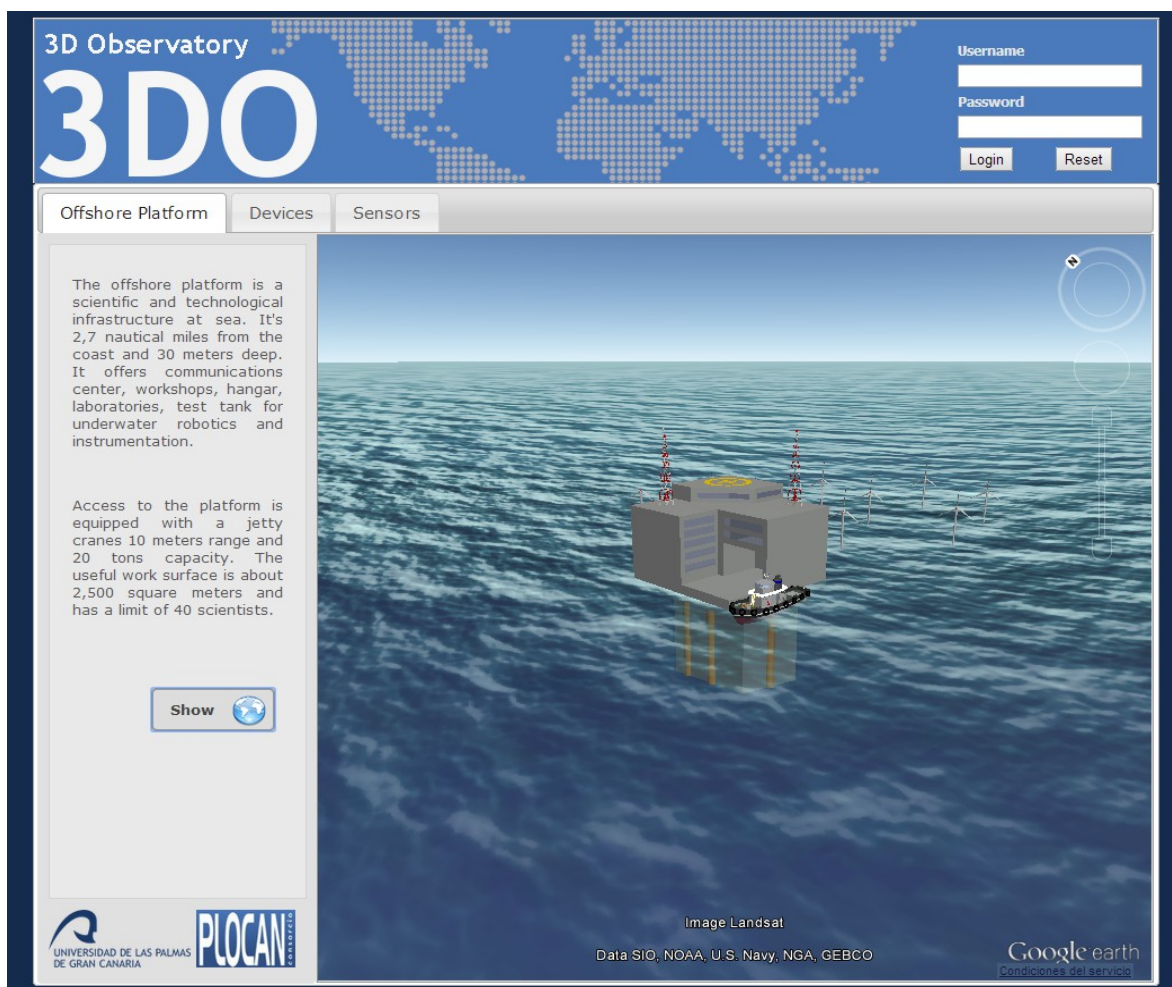 3D Observatory
3DO
Username
Password
Login
Reset
Offshore Platform
Devices
Sensors
The offshore platform is a
scientific and technological
infrastructure at sea. It's
2,7 nautical miles from the
coast and 30 meters deep.
It offers communications
center, workshops, hangar,
laboratories, test tank for
underwater robotics and
instrumentation.
Access to the platform is
equipped with a jetty
cranes 10 meters range and
20 tons capacity. The
useful work surface is about
2,500 square meters and
has a limit of 40 scientists.
Show
UNIVERSIDAD DE LAS PALMAS
DE GRAN CANARIA
PLOCAN
consorcio
N
Image Landsat
Data SIO, NOAA, U.S. Navy, NGA, GEBCO
Google earth
Condiciones del servicio